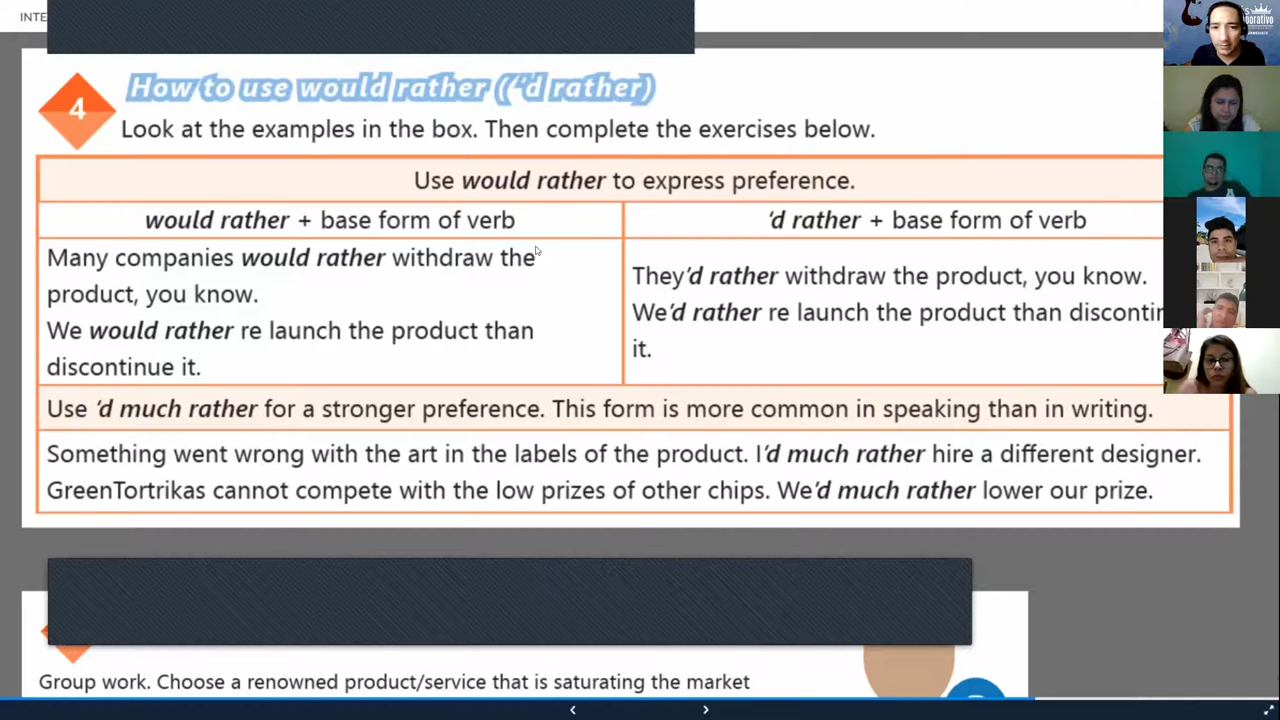 INTE
4
How to use would rather (“d rather)
Look at the examples in the box. Then complete the exercises below.
Use would rather to express preference.
would rather + base form of verb
'd rather + base form of verb
Many companies would rather withdraw the
product, you know.
We would rather re launch the product than
discontinue it.
They'd rather withdraw the product, you know.
We'd rather re launch the product than discontin
it.
Use 'd much rather for a stronger preference. This form is more common in speaking than in writing.
Something went wrong with the art in the labels of the product. I'd much rather hire a different designer.
GreenTortrikas cannot compete with the low prizes of other chips. We'd much rather lower our prize.
Group work. Choose a renowned product/service that is saturating the market